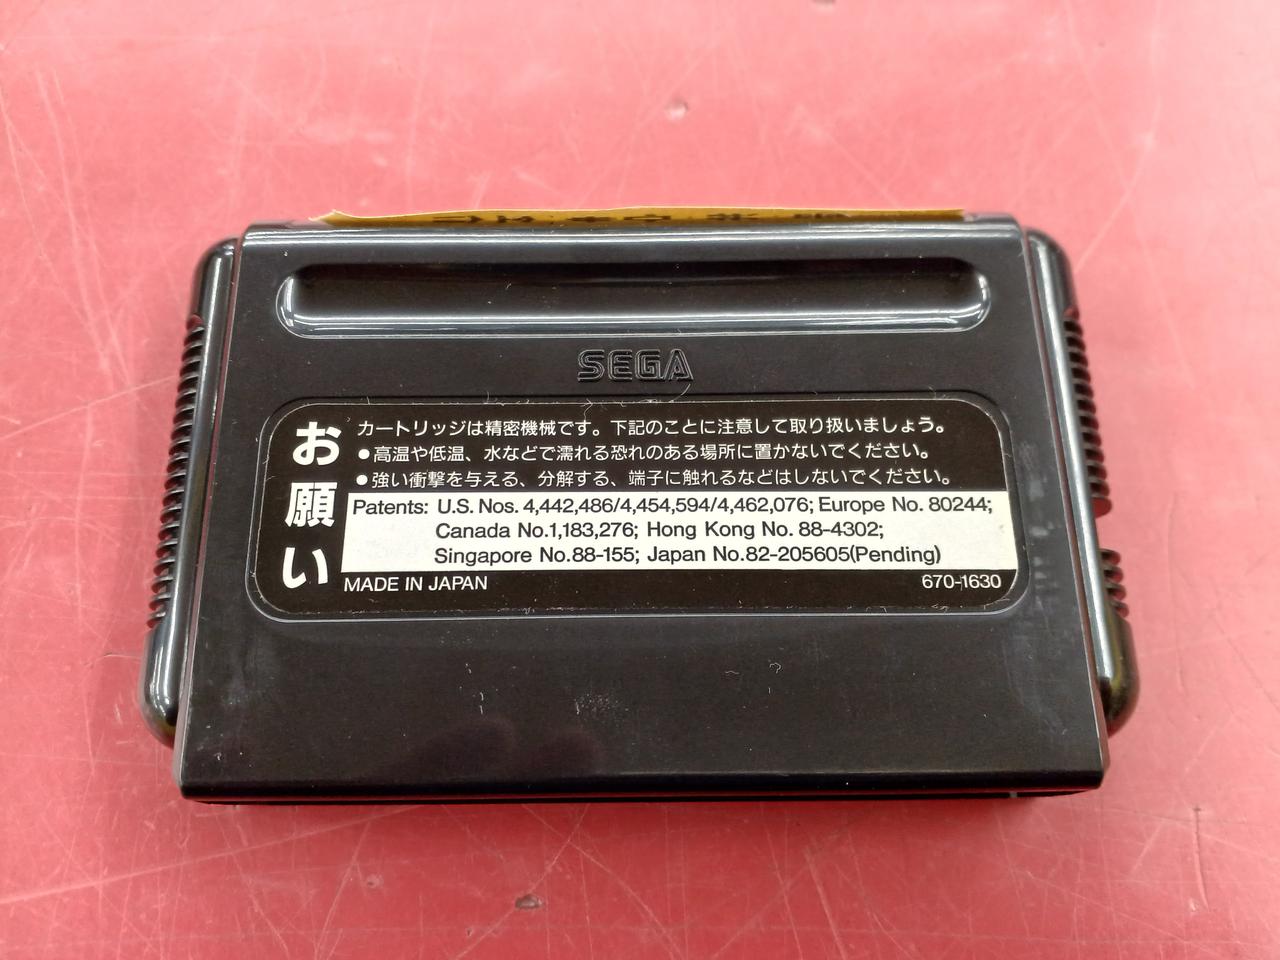 SEGA
お願い
カートリッジは精密機械です。下記のことに注意して取り扱いましょう。
●高温や低温、水などで濡れる恐れのある場所に置かないでください。
●強い衝撃を与える、分解する、端子に触れるなどはしないでください。
Patents: U.S. Nos. 4,442,486/4,454,594/4,462,076; Europe No. 80244;
Canada No.1,183,276; Hong Kong No. 88-4302;
Singapore No.88-155; Japan No.82-205605(Pending)
MADE IN JAPAN
670-1630